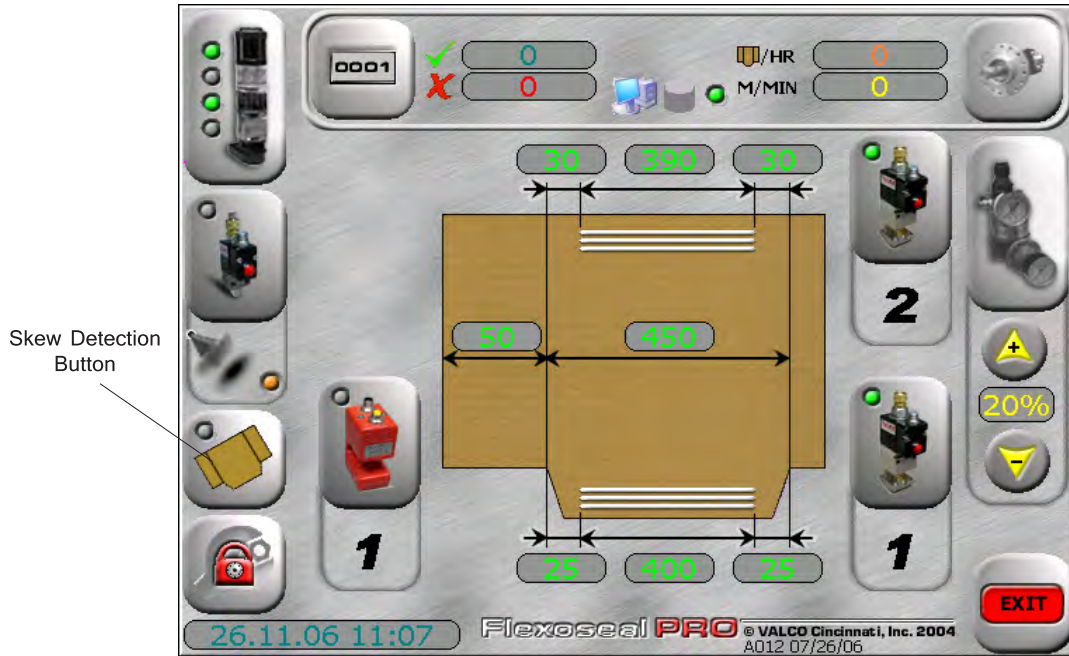 0001
0
0
/HR
M/MIN
0
0
30
390
30
2
50
450
Skew Detection
Button
20%
1
1
25
400
25
EXIT
26.11.06 11:07
Flexoseal PRO
© VALCO Cincinnati, Inc. 2004
A012 07/26/06